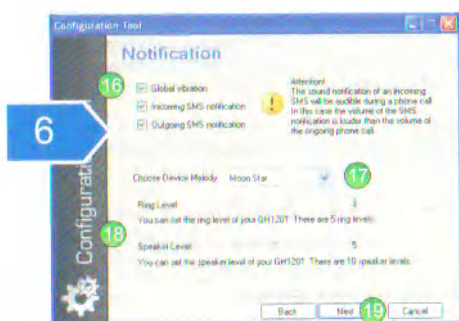 Configuration Tool
Notification
16
Global vibration
Incoming SMS notification
Outgoing SMS notification
Attention!
The sound notification of an incoming
SMS will be audible during a phone call
In this case the volume of the SMS
notification is louder than the volume of
the ongoing phone call.
6
Choose Device Melody Moon Star
17
Ring Level
You can set the ring level of your GH1201. There are 5 ring levels.
18
Speaker Level 5
You can set the speaker level of your GH1201. There are 10 speaker levels.
Configurati
Back Next 19 Cancel